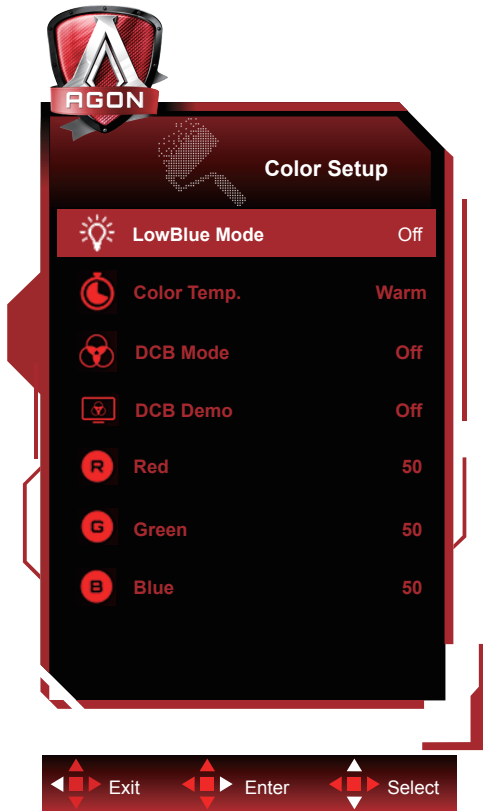 AGON
Color Setup
LowBlue Mode Off
Color Temp. Warm
DCB Mode Off
DCB Demo Off
R Red 50
G Green 50
B Blue 50
Exit Enter Select